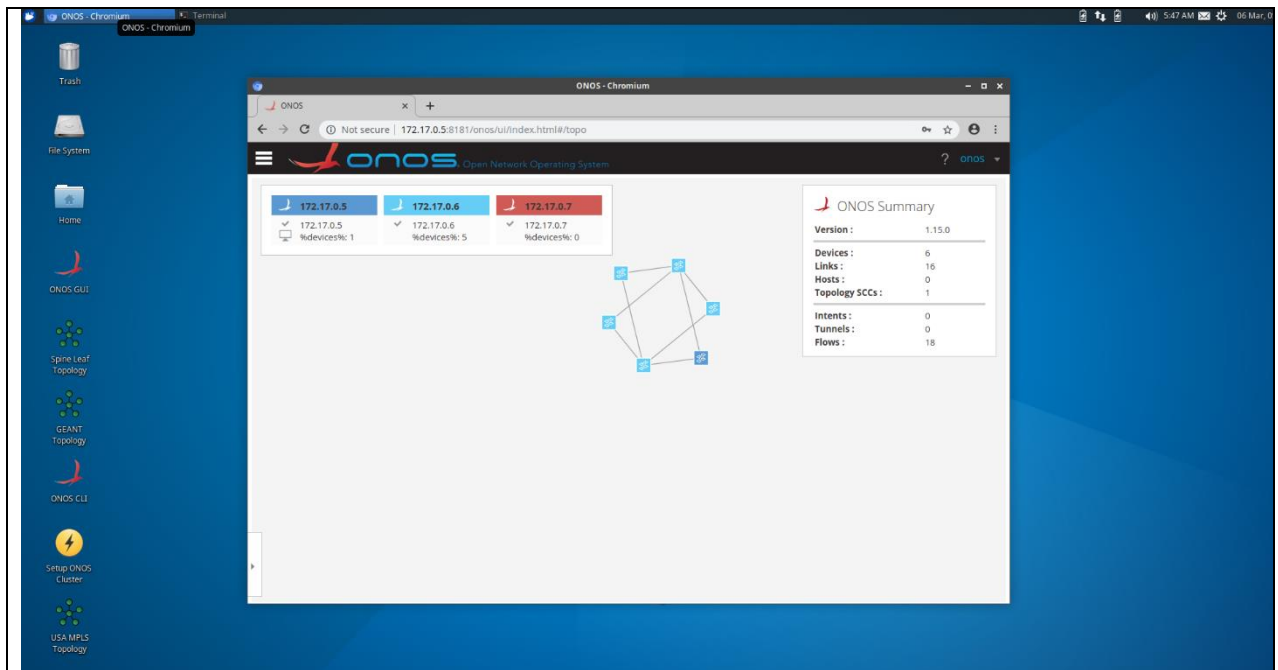 ONOS - Chromium
Terminal
5:47 AM
06 Mar, 0
ONOS - Chromium
Trash
File System
Home
ONOS GUI
Spine Leaf
Topology
GEANT
Topology
ONOS CLI
Setup ONOS
Cluster
USA MPLS
Topology
ONOS - Chromium
ONOS
Not secure | 172.17.0.5:8181/onos/ui/index.html#/topo
onos Open Network Operating System
? onos
172.17.0.5
172.17.0.5
%devices%: 1
172.17.0.6
172.17.0.6
%devices%: 5
172.17.0.7
172.17.0.7
%devices%: 0
ONOS Summary
Version : 1.15.0
Devices : 6
Links : 16
Hosts : 0
Topology SCCs : 1
Intents : 0
Tunnels : 0
Flows : 18